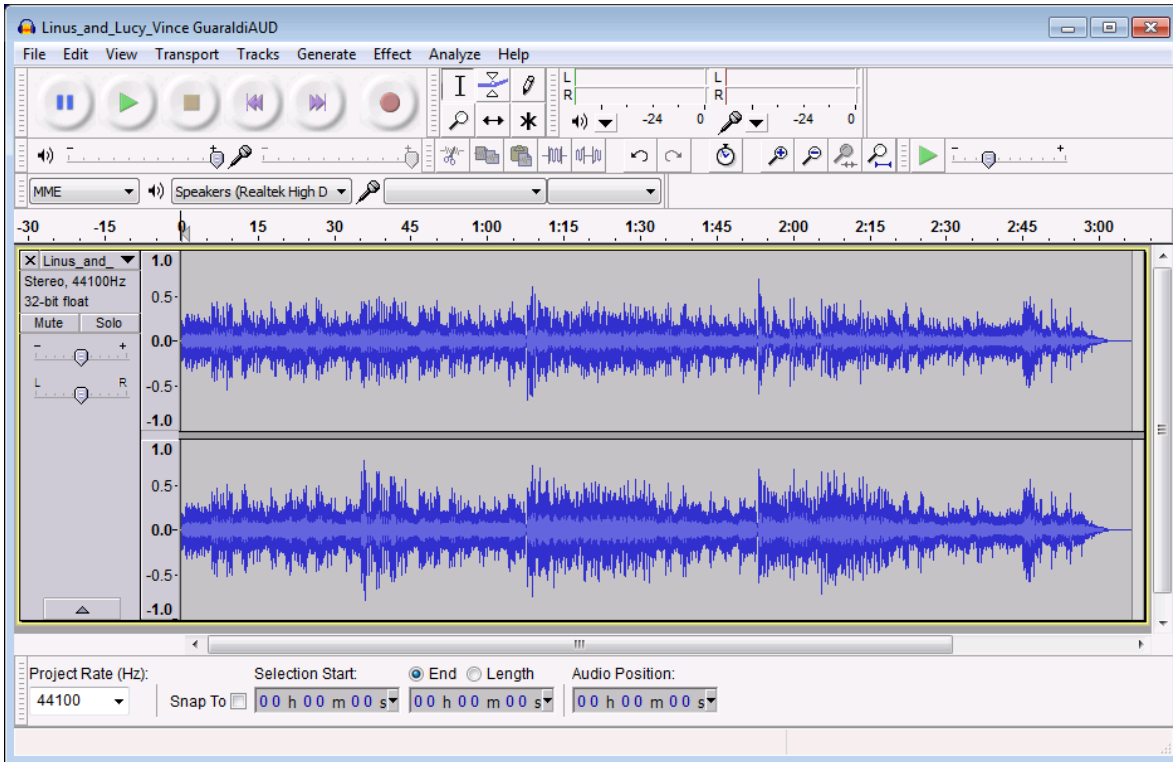 Linus_and_Lucy_Vince GuaraldiAUD
File Edit View Transport Tracks Generate Effect Analyze Help
L L
R R
-24 0 -24 0
MME Speakers (Realtek High D
-30 -15 0 15 30 45 1:00 1:15 1:30 1:45 2:00 2:15 2:30 2:45 3:00
X Linus_and_ 1.0
Stereo, 44100Hz
32-bit float 0.5-
Mute Solo
- + 0.0-
L R -0.5-
-1.0
1.0
0.5-
0.0-
-0.5-
-1.0
Project Rate (Hz): Selection Start: End Length Audio Position:
44100 Snap To 00 h 00 m 00 s 00 h 00 m 00 s 00 h 00 m 00 s